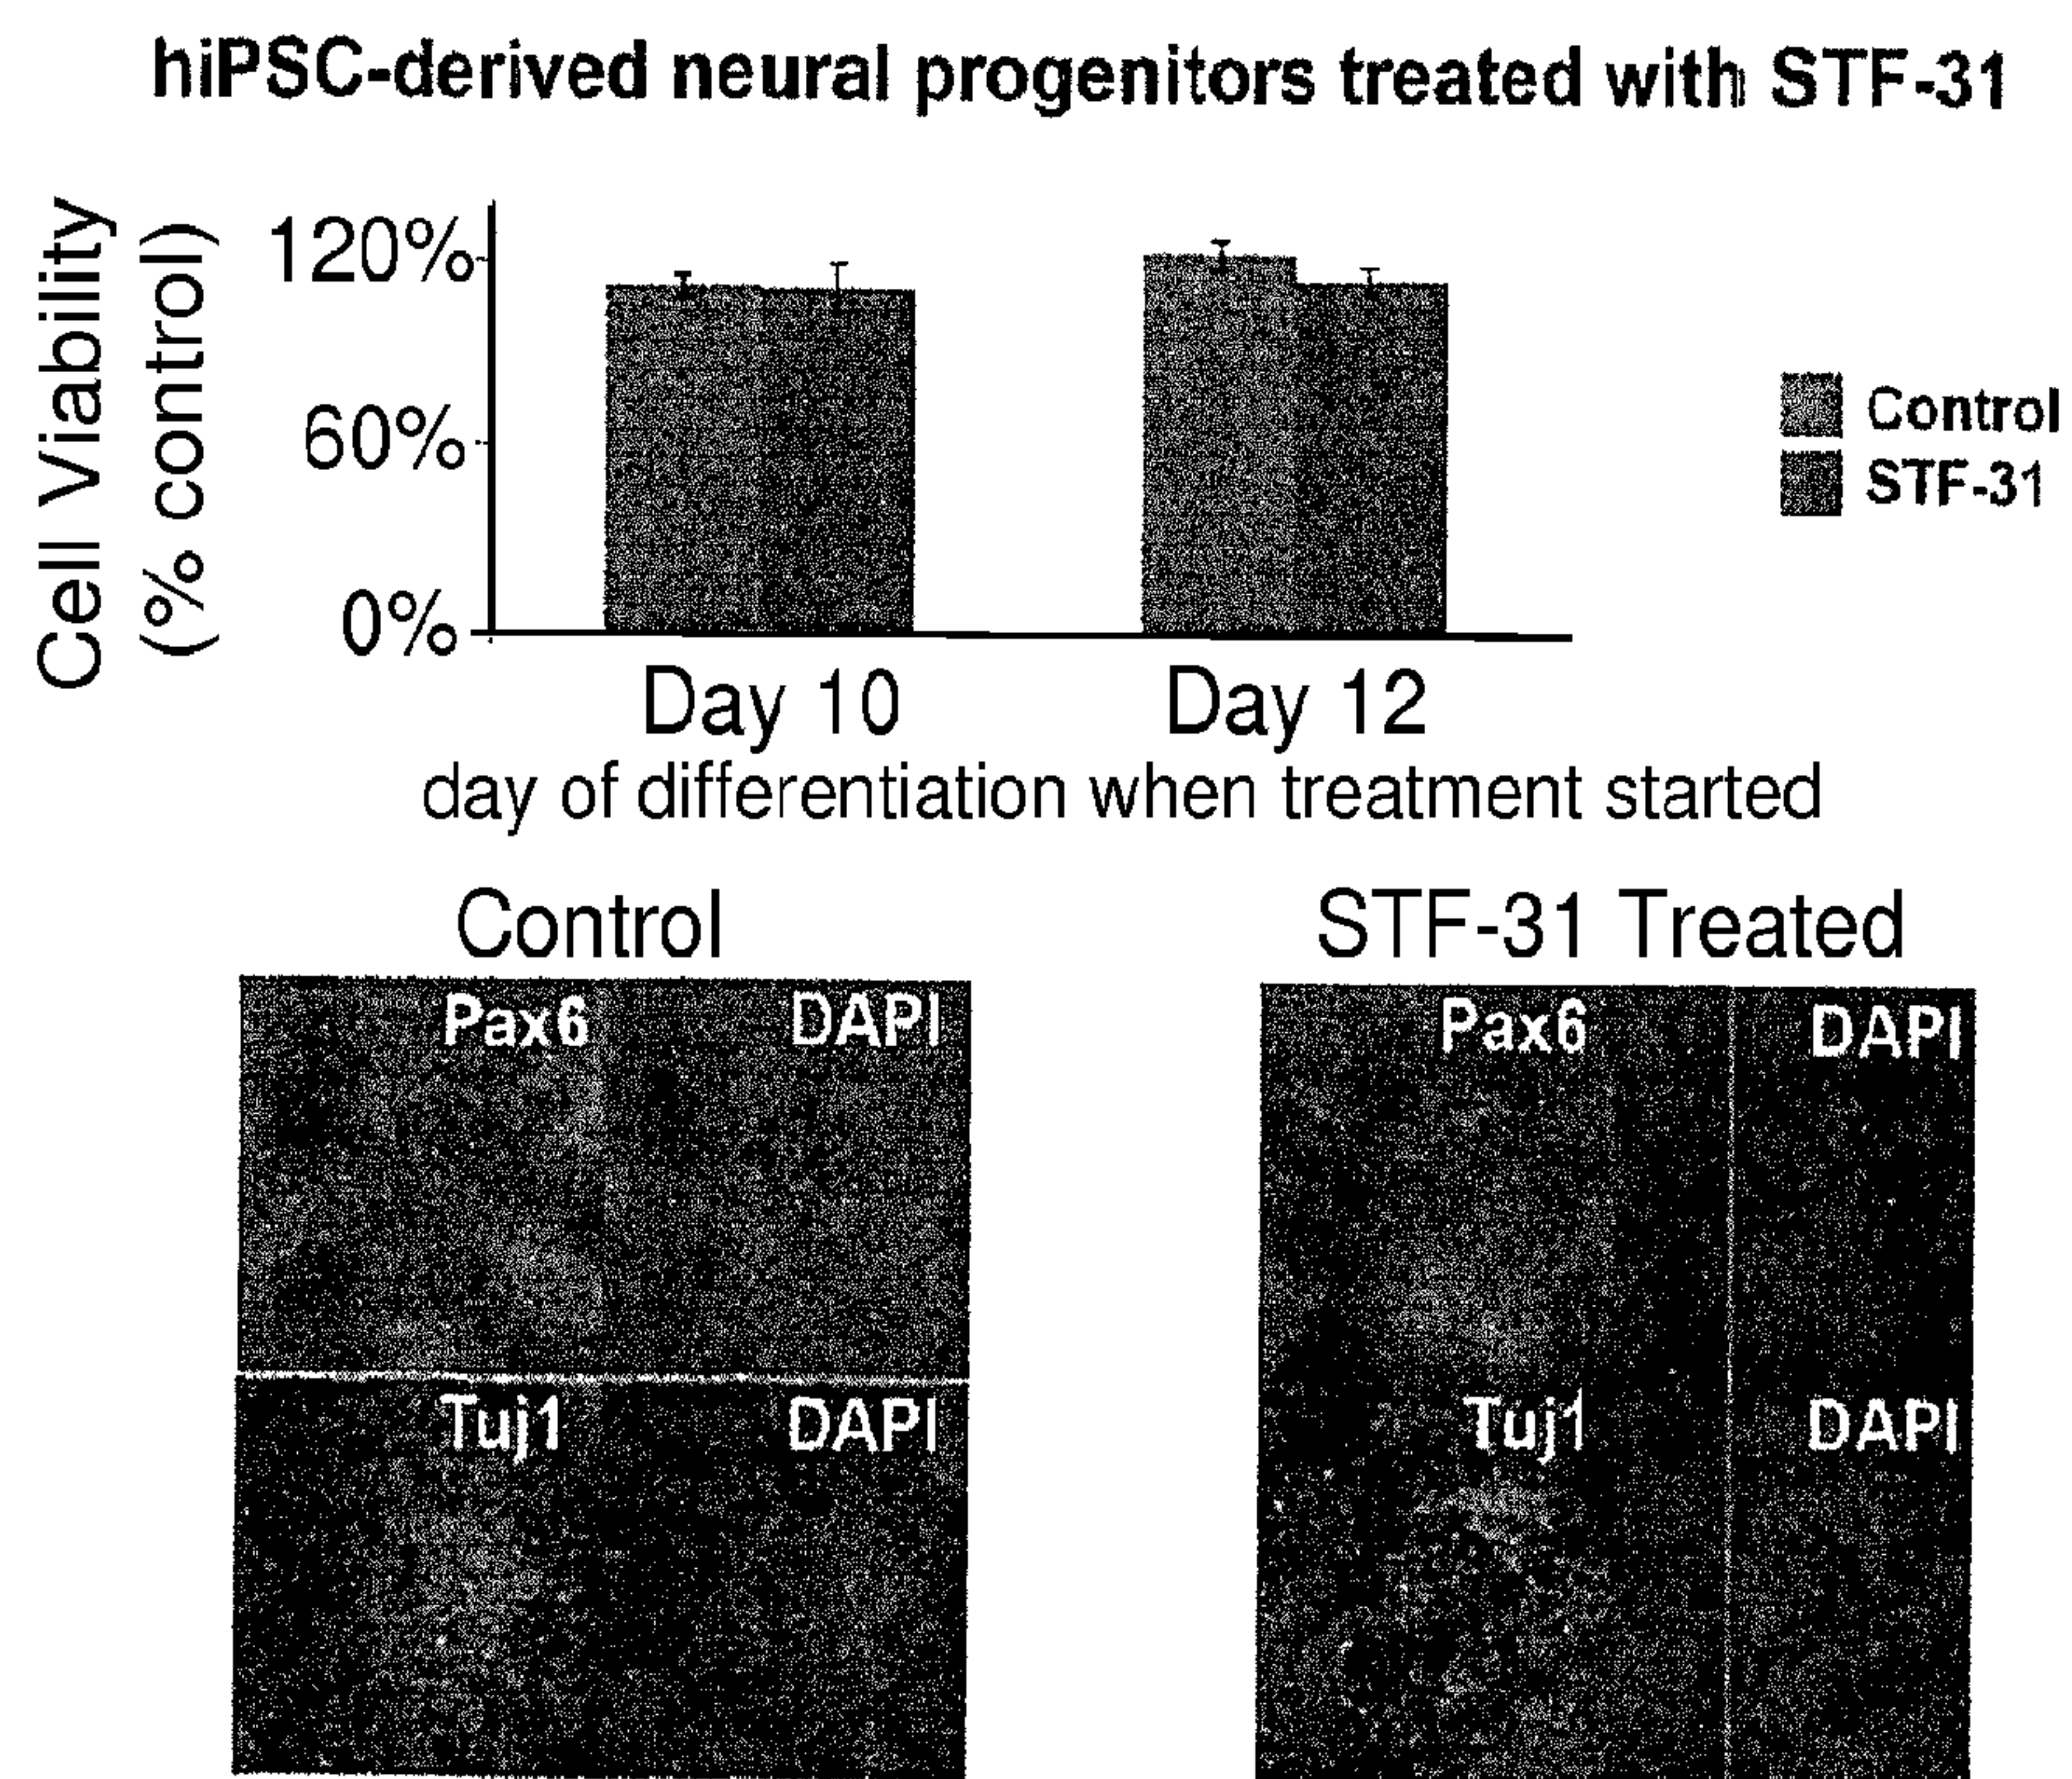 hiPSC-derived neural progenitors treated with STF-31
Cell Viability
(% control)
120%
60%
0%
Control
STF-31
Day 10 Day 12
day of differentiation when treatment started
Control STF-31 Treated
Pax6 DAPI Pax6 DAPI
Tuj1 DAPI Tuj1 DAPI